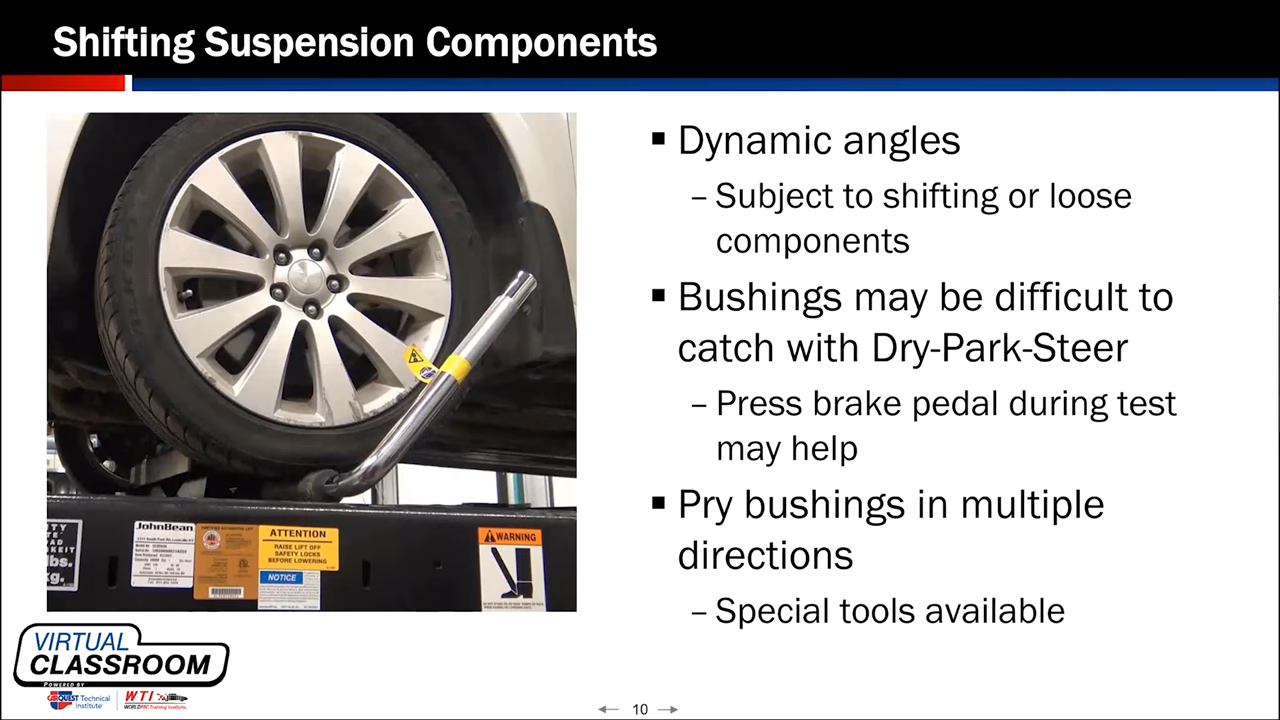 Shifting Suspension Components
▪ Dynamic angles
– Subject to shifting or loose
components
▪ Bushings may be difficult to
catch with Dry-Park-Steer
– Press brake pedal during test
may help
▪ Pry bushings in multiple
directions
– Special tools available
JohnBean
ATTENTION
RAISE LIFT OFF
SAFETY LOCKS
BEFORE LOWERING
NOTICE
WARNING
VIRTUAL
CLASSROOM
POWERED BY
CARQUEST Technical
Institute
WTI
WORLDPAC Training Institute
10